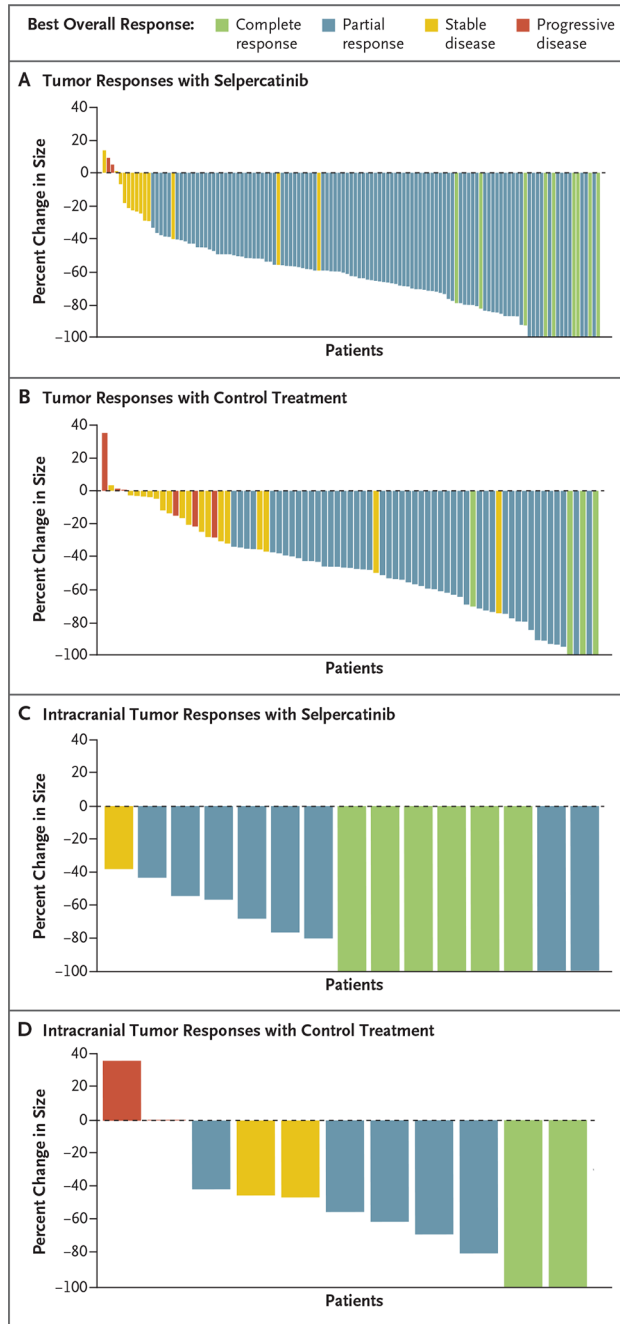 Best Overall Response:
Complete response
Partial response
Stable disease
Progressive disease
A Tumor Responses with Selpercatinib
Percent Change in Size
40
20
0
−20
−40
−60
−80
−100
Patients
B Tumor Responses with Control Treatment
Percent Change in Size
40
20
0
−20
−40
−60
−80
−100
Patients
C Intracranial Tumor Responses with Selpercatinib
Percent Change in Size
40
20
0
−20
−40
−60
−80
−100
Patients
D Intracranial Tumor Responses with Control Treatment
Percent Change in Size
40
20
0
−20
−40
−60
−80
−100
Patients